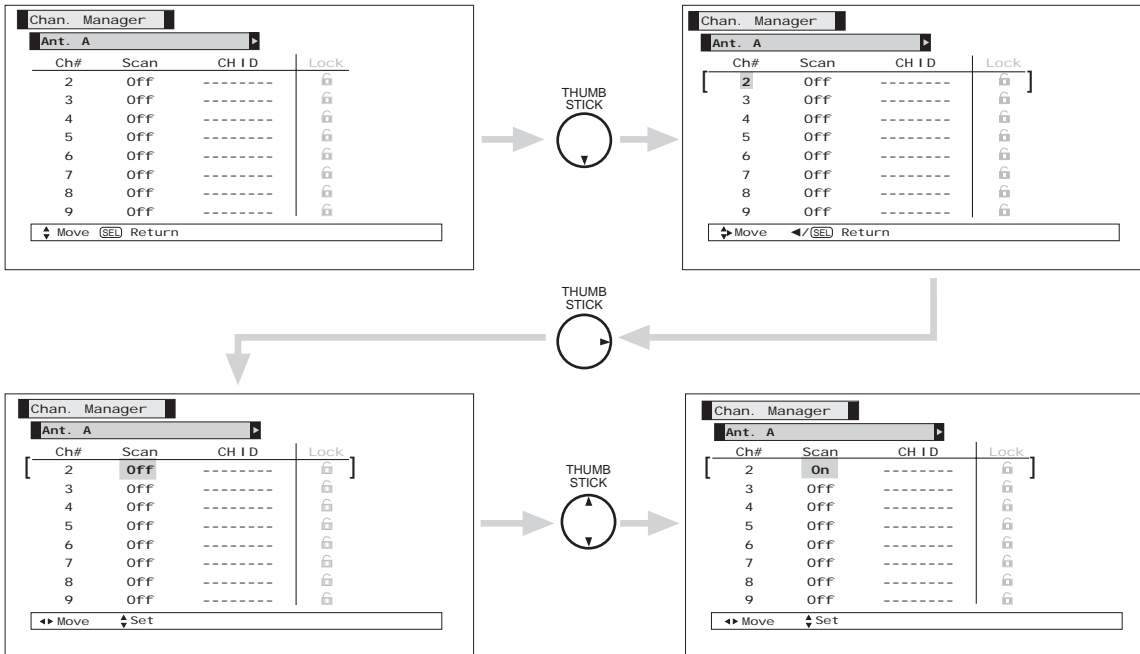 Chan. Manager
Ant. A
Ch# Scan CH ID Lock
2 Off --------
3 Off --------
4 Off --------
5 Off --------
6 Off --------
7 Off --------
8 Off --------
9 Off --------
Move SEL Return
THUMB
STICK
Chan. Manager
Ant. A
Ch# Scan CH ID Lock
[ 2 Off -------- ]
3 Off --------
4 Off --------
5 Off --------
6 Off --------
7 Off --------
8 Off --------
9 Off --------
Move ◀/SEL Return
THUMB
STICK
Chan. Manager
Ant. A
Ch# Scan CH ID Lock
[ 2 Off -------- ]
3 Off --------
4 Off --------
5 Off --------
6 Off --------
7 Off --------
8 Off --------
9 Off --------
Move Set
THUMB
STICK
Chan. Manager
Ant. A
Ch# Scan CH ID Lock
[ 2 On -------- ]
3 Off --------
4 Off --------
5 Off --------
6 Off --------
7 Off --------
8 Off --------
9 Off --------
Move Set